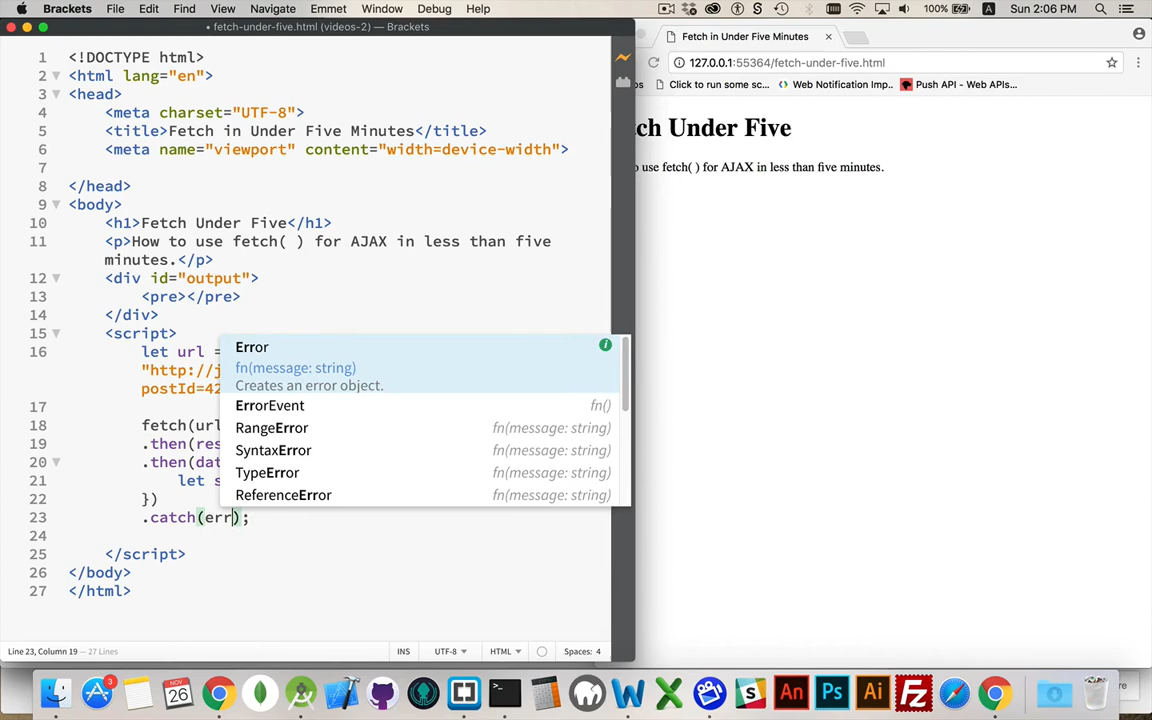 Brackets File Edit Find View Navigate Emmet Window Debug Help 100% Sun 2:06 PM
• fetch-under-five.html (videos-2) — Brackets
1 <!DOCTYPE html>
2 <html lang="en">
3 <head>
4 <meta charset="UTF-8">
5 <title>Fetch in Under Five Minutes</title>
6 <meta name="viewport" content="width=device-width">
7
8 </head>
9 <body>
10 <h1>Fetch Under Five</h1>
11 <p>How to use fetch( ) for AJAX in less than five
minutes.</p>
12 <div id="output">
13 <pre></pre>
14 </div>
15 <script>
16 let url =
"http://j
postId=42
17
18 fetch(url
19 .then(res
20 .then(dat
21 let s
22 })
23 .catch(err);
24
25 </script>
26 </body>
27 </html>
Error
fn(message: string)
Creates an error object.
ErrorEvent fn()
RangeError fn(message: string)
SyntaxError fn(message: string)
TypeError fn(message: string)
ReferenceError fn(message: string)
Line 23, Column 19 — 27 Lines INS UTF-8 HTML Spaces: 4
Fetch in Under Five Minutes
127.0.0.1:55364/fetch-under-five.html
os Click to run some sc... Web Notification Imp.. Push API - Web APIs...
tch Under Five
o use fetch( ) for AJAX in less than five minutes.
3
NOV
26
An Ps Ai Fz